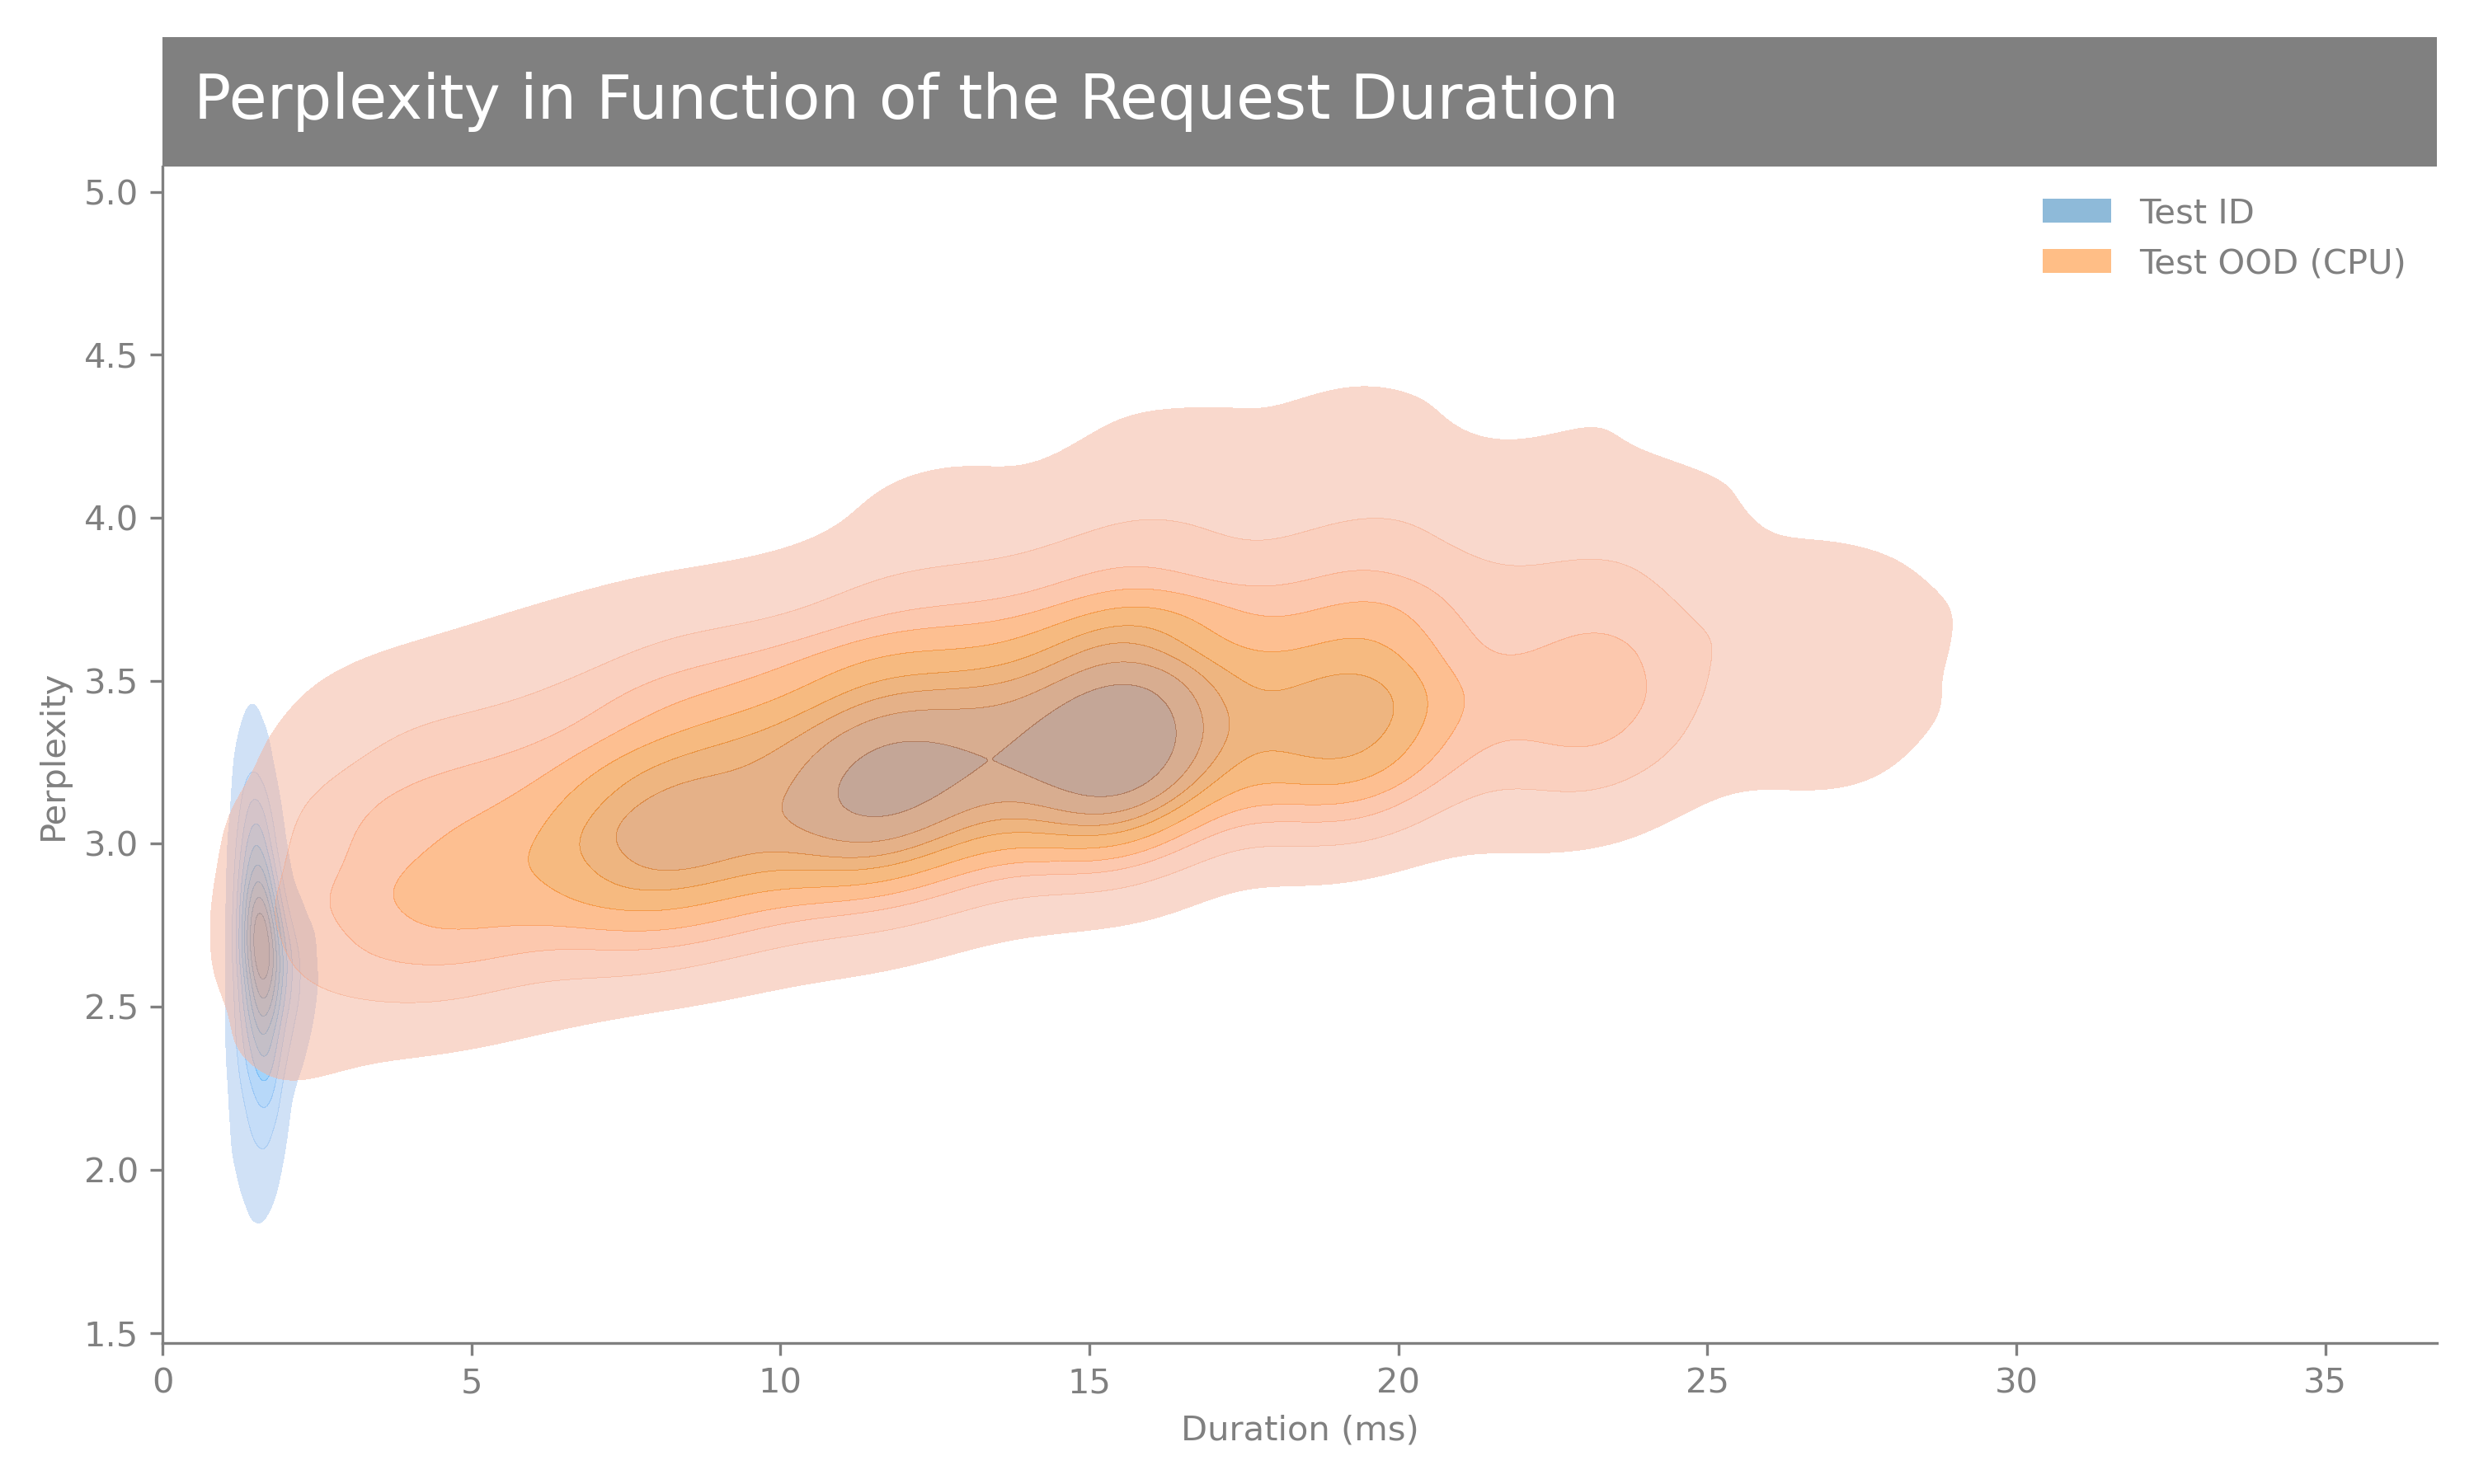 Perplexity in Function of the Request Duration
Test ID
Test OOD (CPU)
5.0
4.5
4.0
3.5
3.0
2.5
2.0
1.5
Perplexity
0 5 10 15 20 25 30 35
Duration (ms)